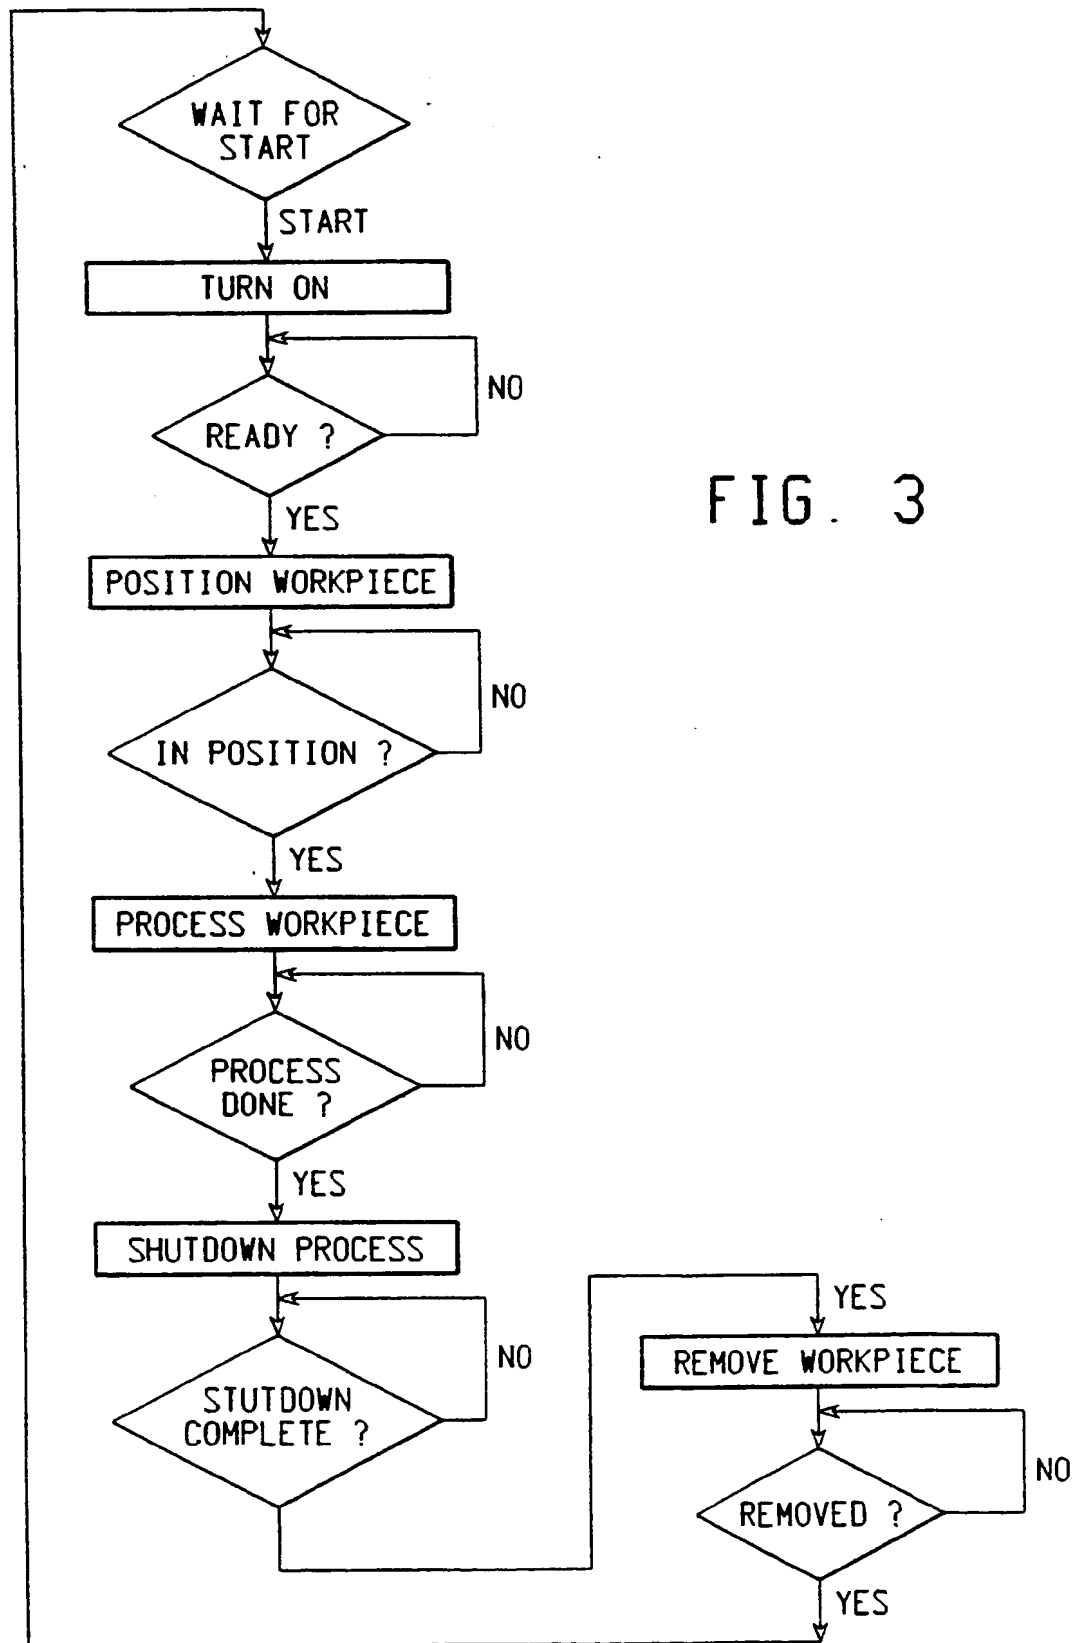 WAIT FOR
START
START
TURN ON
NO
READY ?
FIG. 3
YES
POSITION WORKPIECE
NO
IN POSITION ?
YES
PROCESS WORKPIECE
NO
PROCESS
DONE ?
YES
SHUTDOWN PROCESS
NO
STUTDOWN
COMPLETE ?
YES
REMOVE WORKPIECE
NO
REMOVED ?
YES